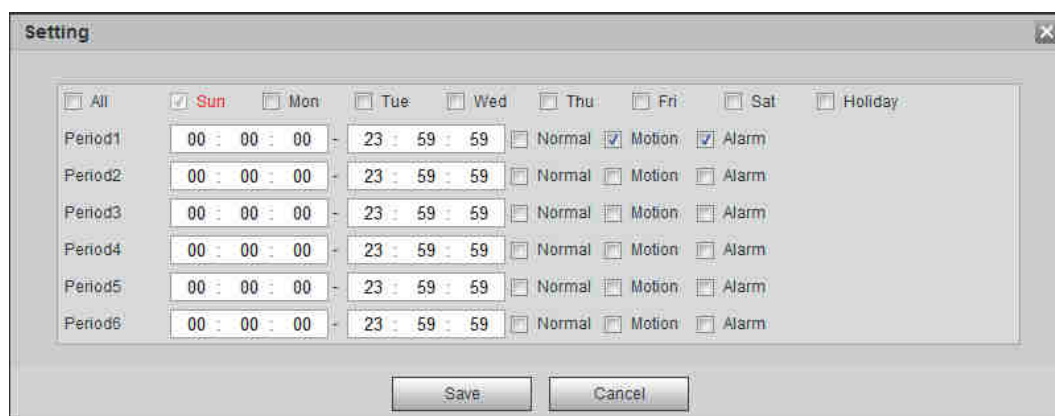 Setting
All Sun Mon Tue Wed Thu Fri Sat Holiday
Period1 00 : 00 : 00 - 23 : 59 : 59 Normal Motion Alarm
Period2 00 : 00 : 00 - 23 : 59 : 59 Normal Motion Alarm
Period3 00 : 00 : 00 - 23 : 59 : 59 Normal Motion Alarm
Period4 00 : 00 : 00 - 23 : 59 : 59 Normal Motion Alarm
Period5 00 : 00 : 00 - 23 : 59 : 59 Normal Motion Alarm
Period6 00 : 00 : 00 - 23 : 59 : 59 Normal Motion Alarm
Save Cancel